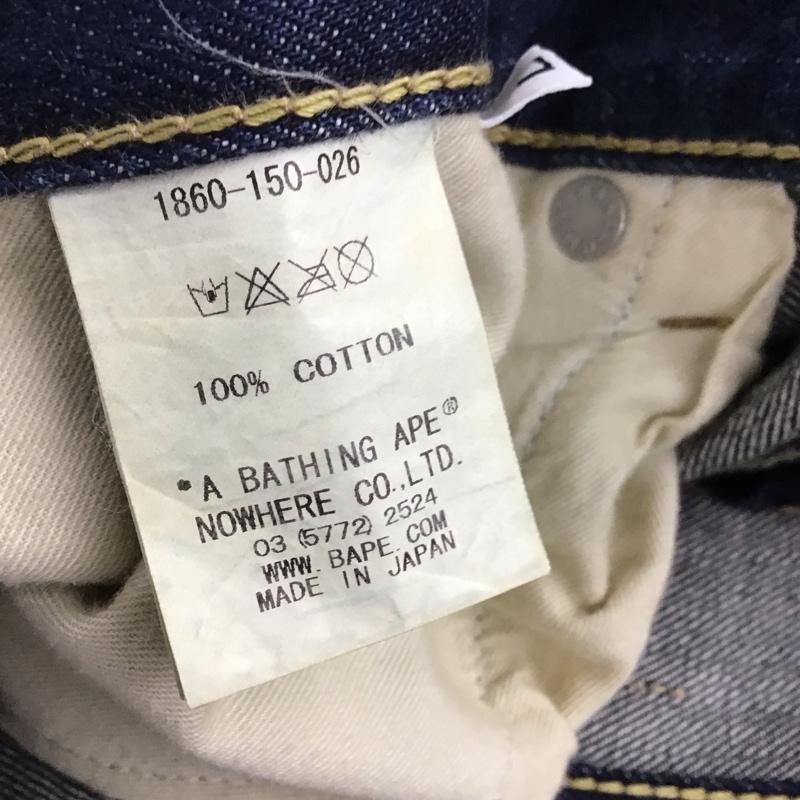 7
1860-150-026
100% COTTON
*A BATHING APE®
NOWHERE CO.,LTD.
03 (5772) 2524
WWW. BAPE. COM
MADE IN JAPAN